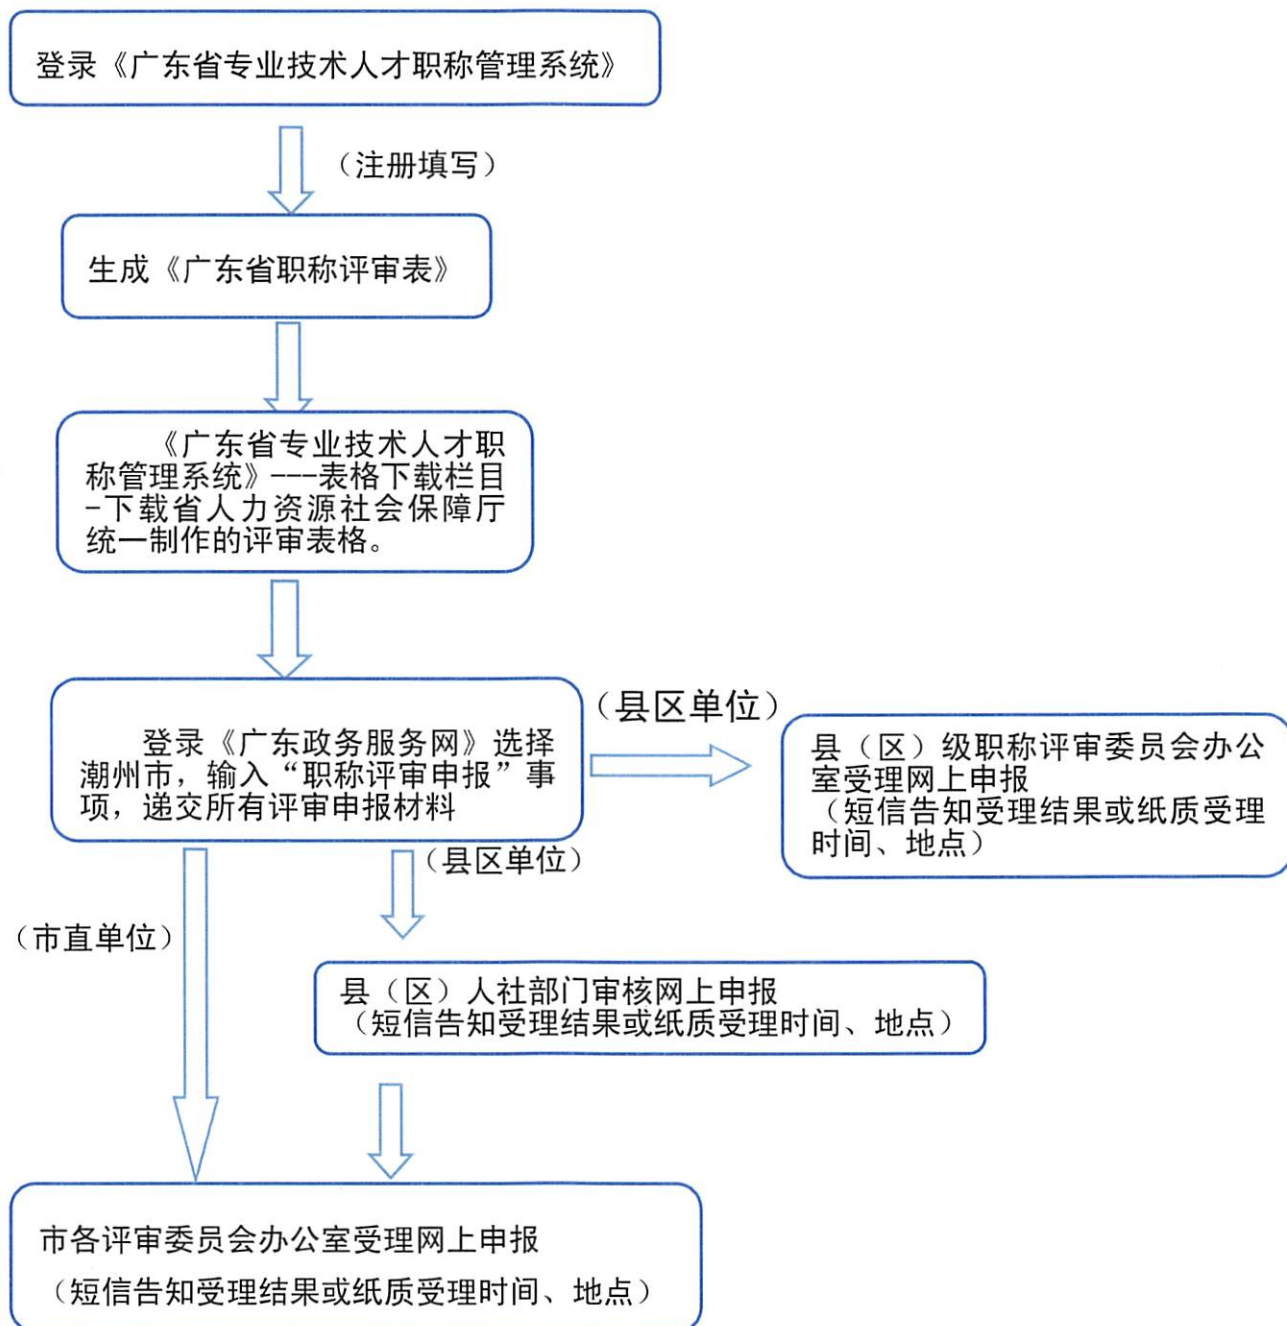 登录《广东省专业技术人才职称管理系统》
（注册填写）
生成《广东省职称评审表》
《广东省专业技术人才职
称管理系统》---表格下载栏目
-下载省人力资源社会保障厅
统一制作的评审表格。
登录《广东政务服务网》选择
潮州市，输入“职称评审申报”事
项，递交所有评审申报材料
（县区单位）
县（区）级职称评审委员会办公
室受理网上申报
（短信告知受理结果或纸质受理
时间、地点）
（县区单位）
（市直单位）
县（区）人社部门审核网上申报
（短信告知受理结果或纸质受理时间、地点）
市各评审委员会办公室受理网上申报
（短信告知受理结果或纸质受理时间、地点）